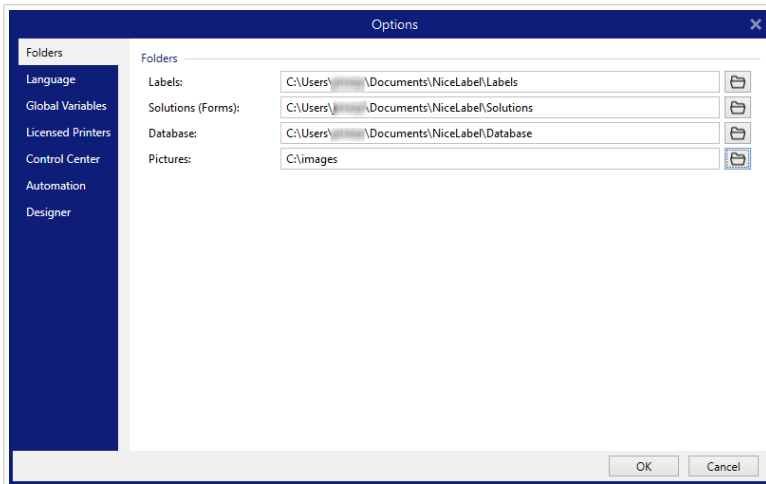 Options
Folders
Language
Global Variables
Licensed Printers
Control Center
Automation
Designer
Folders
Labels: C:\Users\ \Documents\NiceLabel\Labels
Solutions (Forms): C:\Users\ \Documents\NiceLabel\Solutions
Database: C:\Users\ \Documents\NiceLabel\Database
Pictures: C:\images
OK Cancel